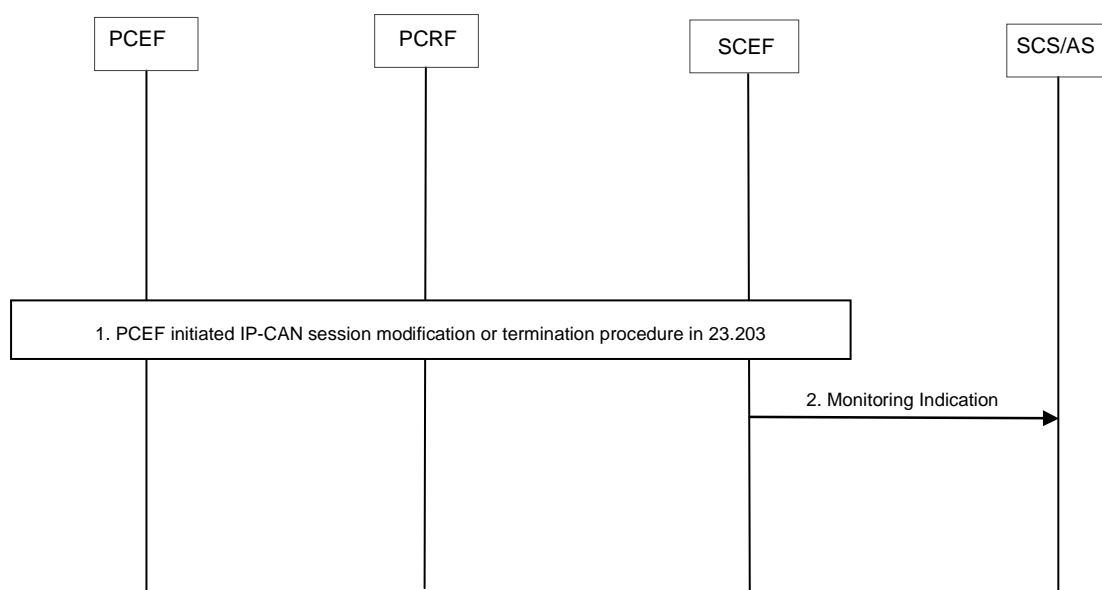 PCEF
PCRF
SCEF
SCS/AS
1. PCEF initiated IP-CAN session modification or termination procedure in 23.203
2. Monitoring Indication